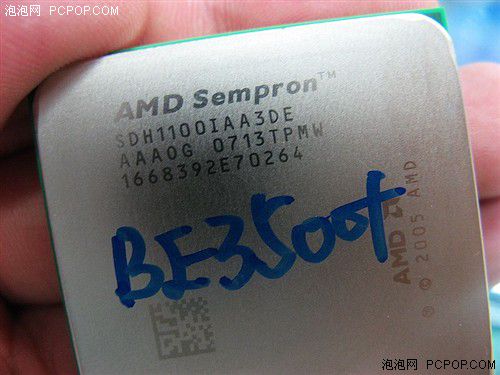 泡泡网 PCPOP.COM
AMD Sempron™
SDH1100IAA3DE
AAAOG 0713TPMW
1668392E70264
BE3500+
AMD
© 2005 AMD
泡泡网 PCPOP.COM